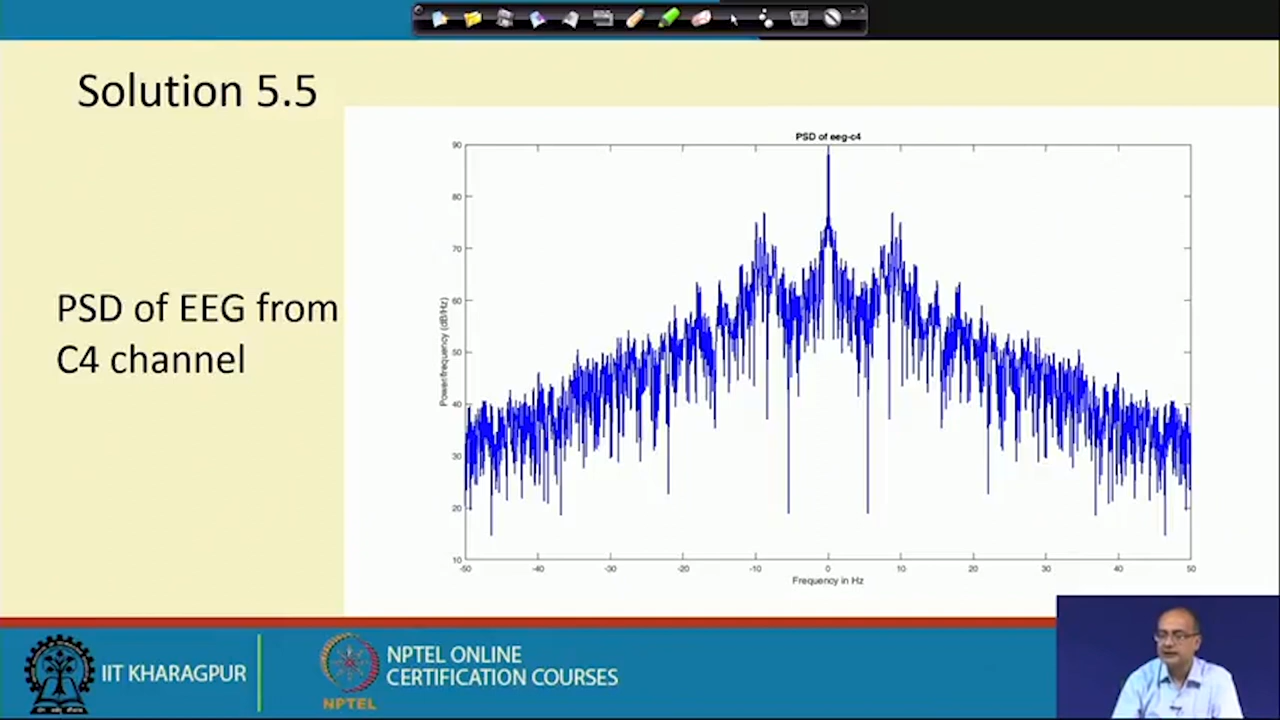 Solution 5.5
PSD of EEG from
C4 channel
PSD of eeg-c4
Power/frequency (dB/Hz)
90
80
70
60
50
40
30
20
10
-50 -40 -30 -20 -10 0 10 20 30 40 50
Frequency in Hz
IIT KHARAGPUR
NPTEL
NPTEL ONLINE
CERTIFICATION COURSES